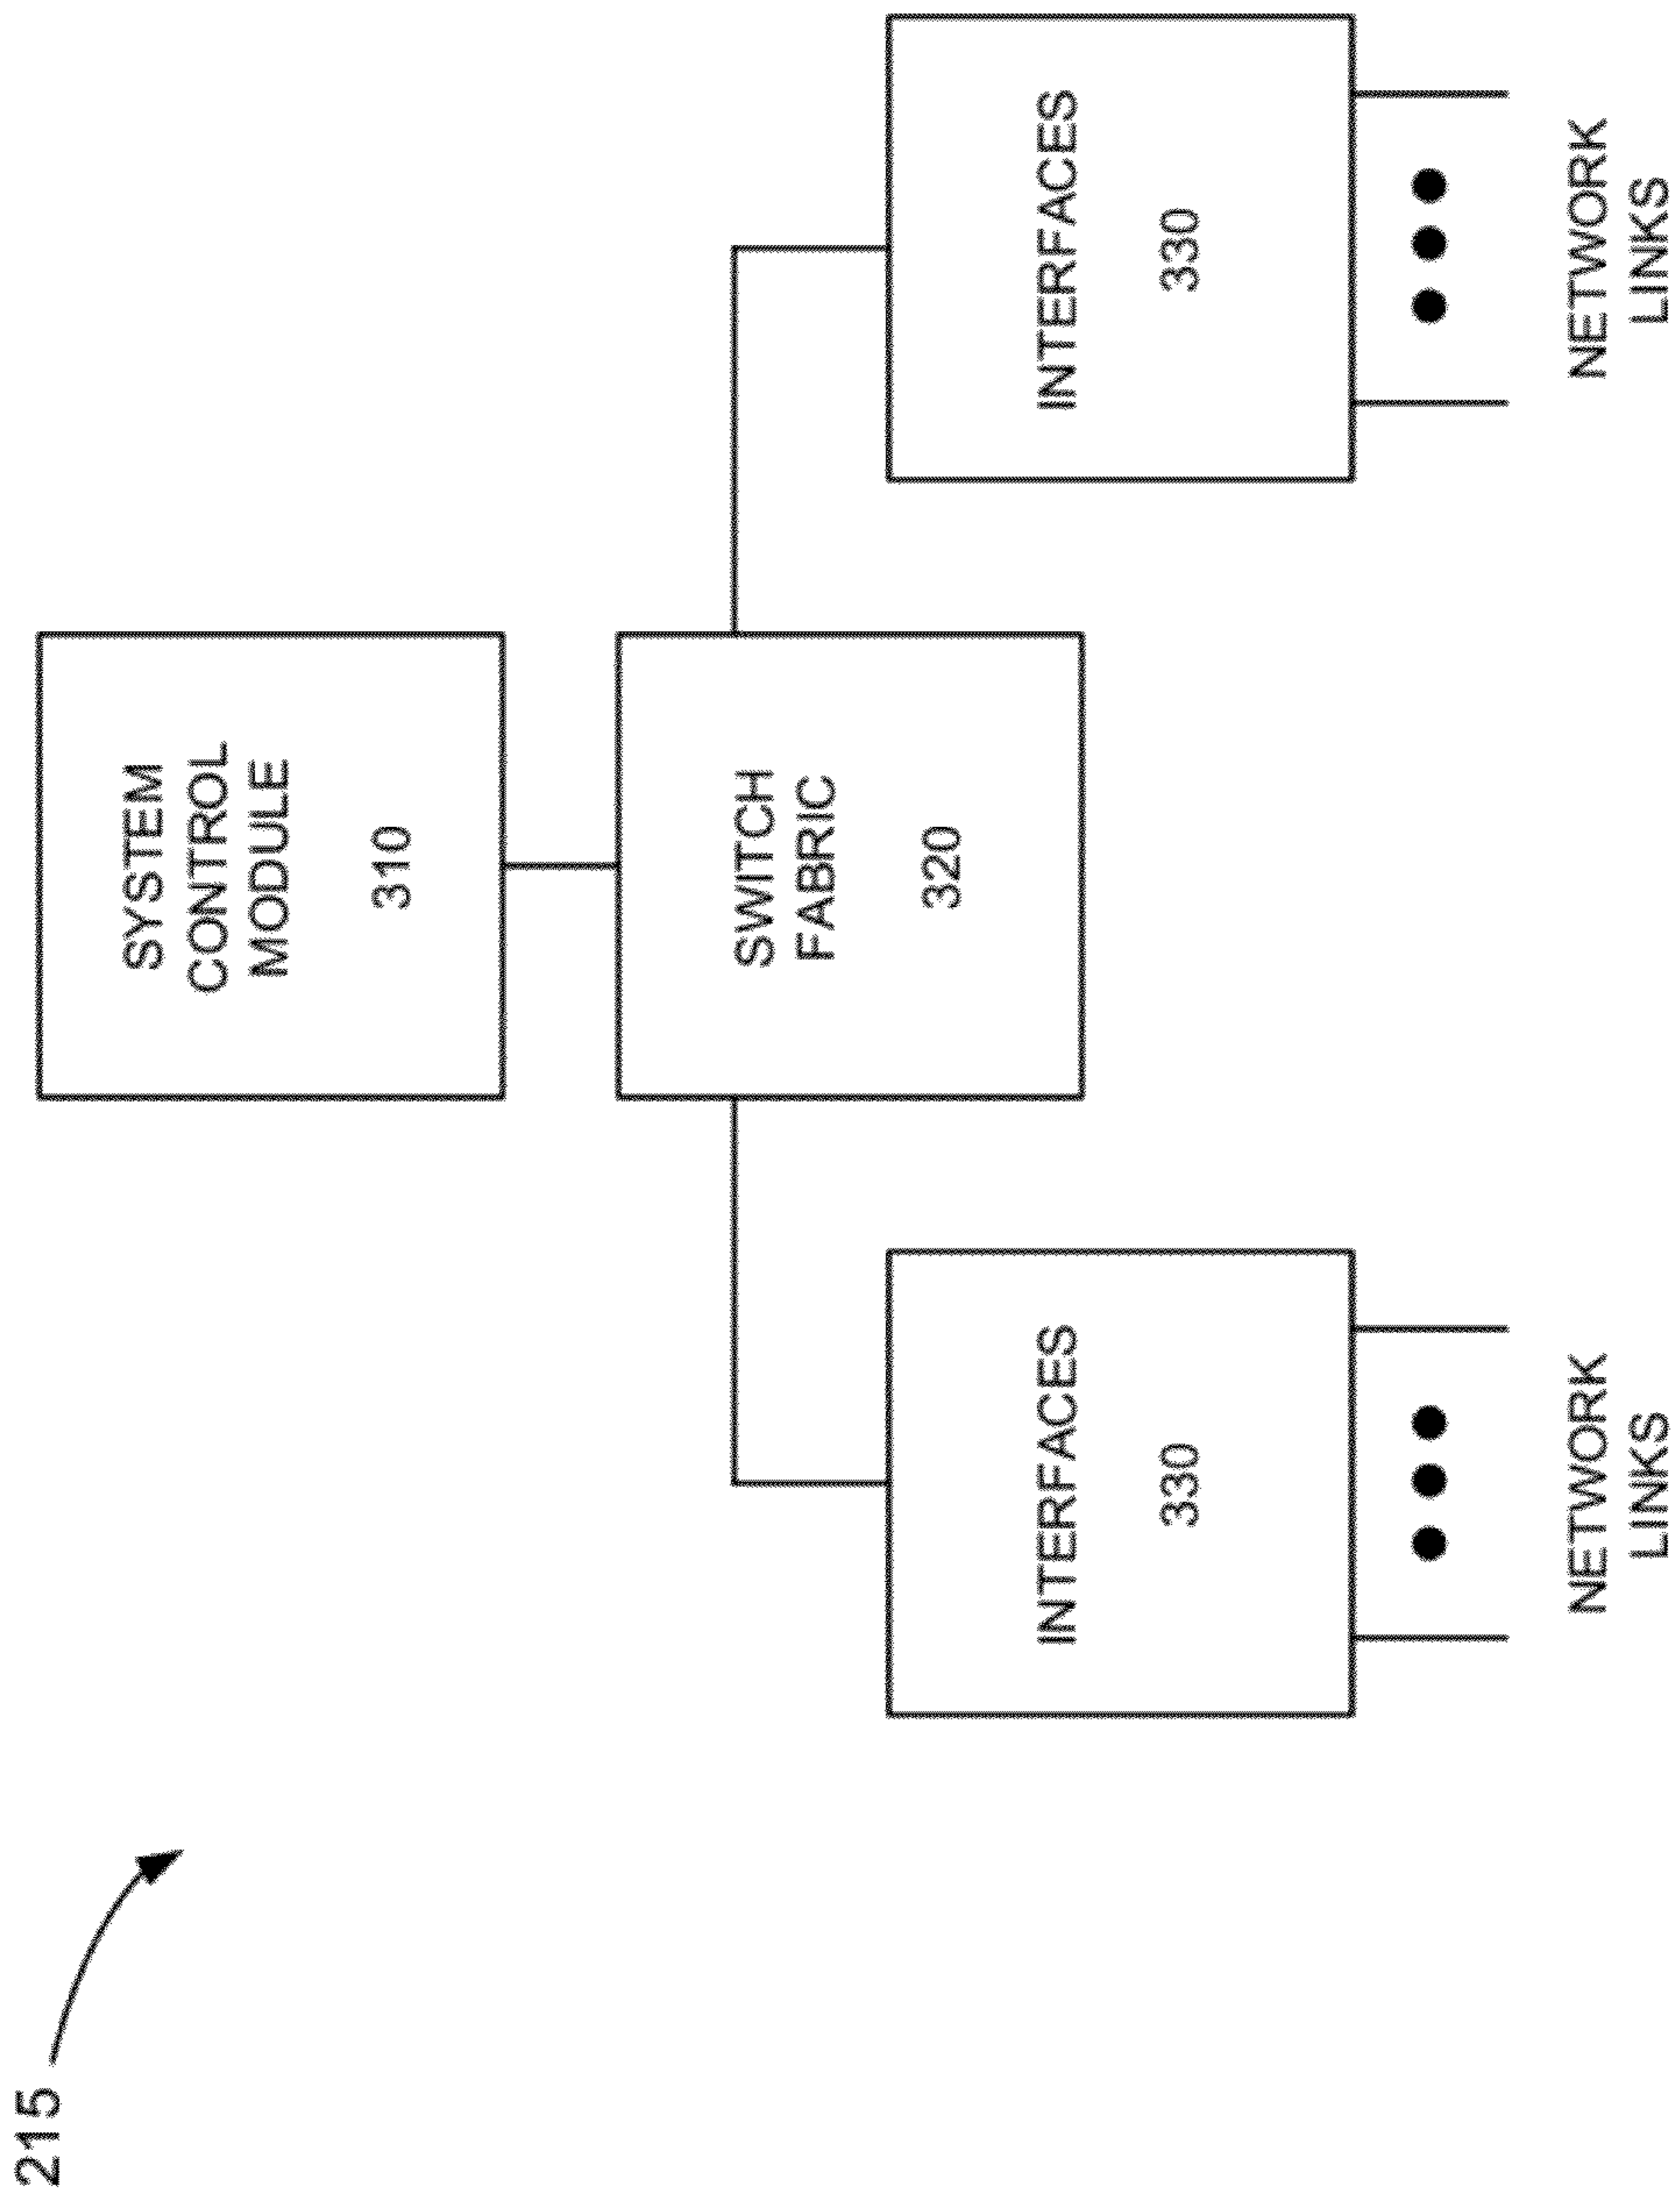 215
SYSTEM
CONTROL
MODULE
310
SWITCH
FABRIC
320
INTERFACES
330
NETWORK
LINKS
INTERFACES
330
NETWORK
LINKS